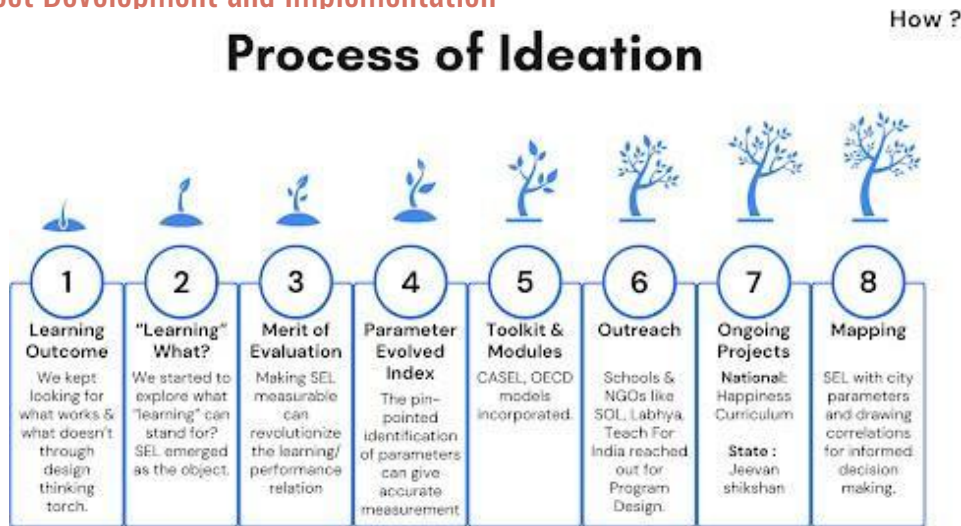 How ?
Process of Ideation
1
Learning
Outcome
We kept
looking for
what works &
what doesn't
through
design
thinking
torch.
2
"Learning"
What?
We started to
explore what
"learning" can
stand for?
SEL emerged
as the object.
3
Merit of
Evaluation
Making SEL
measurable
can
revolutionize
the learning/
performance
relation
4
Parameter
Evolved
Index
The pin-
pointed
identification
of parameters
can give
accurate
measurement
5
Toolkit &
Modules
CASEL, OECD
models
incorporated.
6
Outreach
Schools &
NGOs like
SOL, Labhya,
Teach For
India reached
out for
Program
Design.
7
Ongoing
Projects
National:
Happiness
Curriculum
State :
Jeevan
shikshan
8
Mapping
SEL with city
parameters
and drawing
correlations
for informed
decision
making.